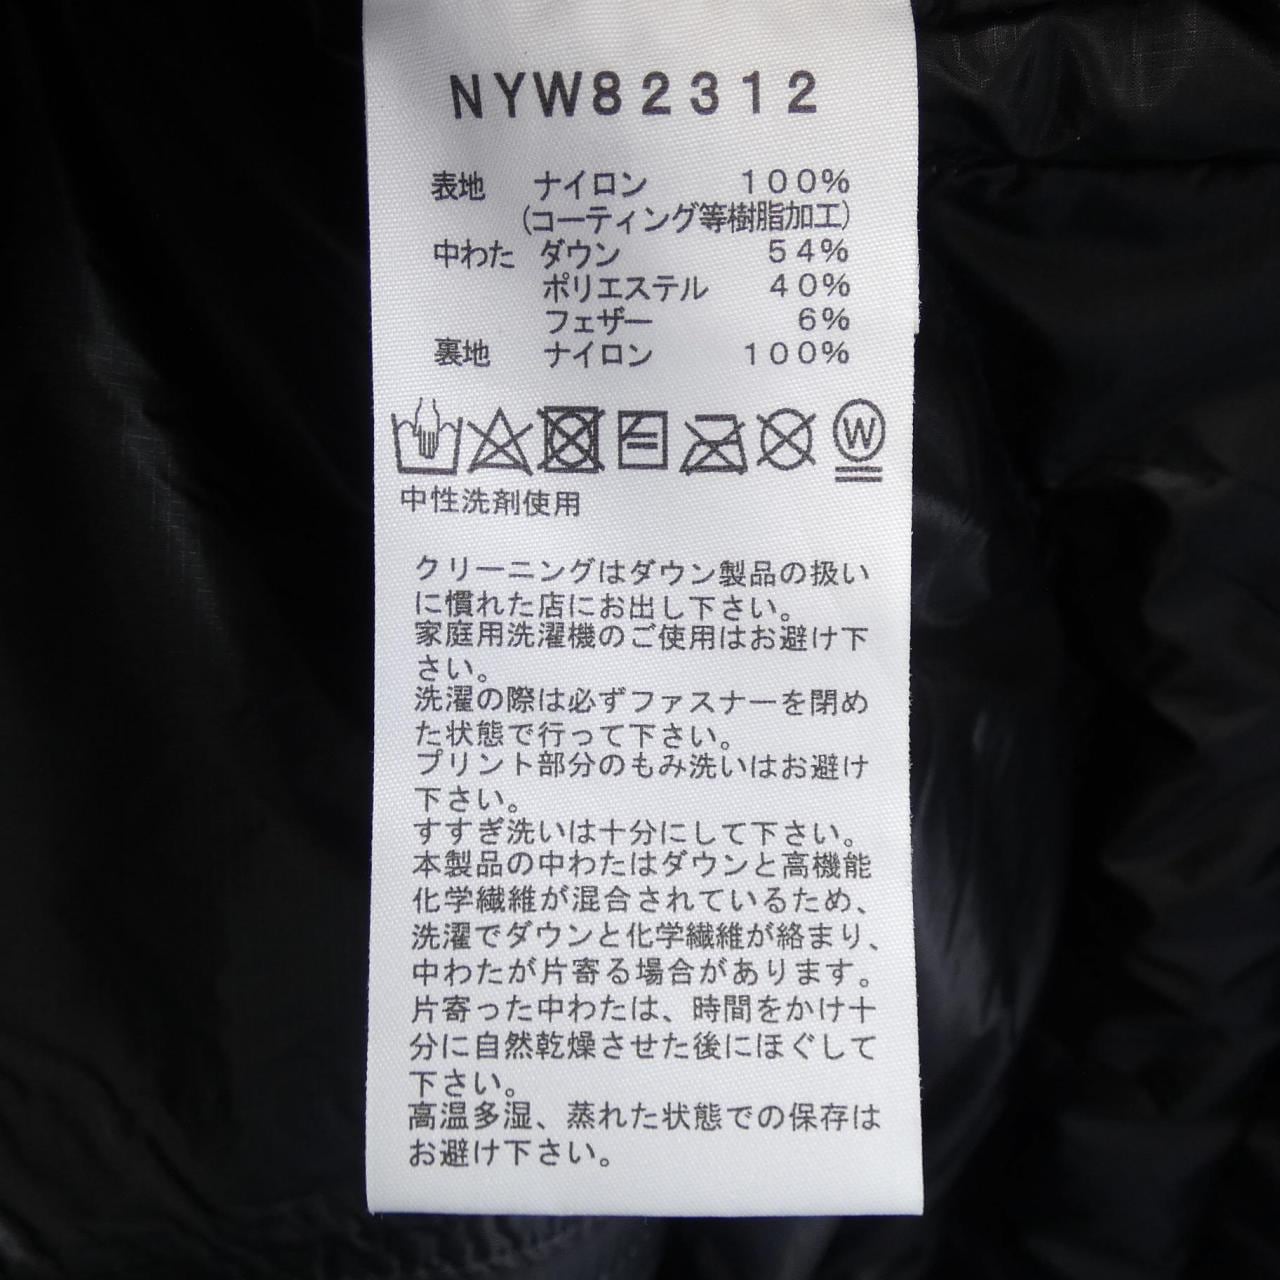 NYW82312
表地 ナイロン 100%
(コーティング等樹脂加工)
中わた ダウン 54%
ポリエステル 40%
フェザー 6%
裏地 ナイロン 100%
W
中性洗剤使用
クリーニングはダウン製品の扱い
に慣れた店にお出し下さい。
家庭用洗濯機のご使用はお避け下
さい。
洗濯の際は必ずファスナーを閉め
た状態で行って下さい。
プリント部分のもみ洗いはお避け
下さい。
すすぎ洗いは十分にして下さい。
本製品の中わたはダウンと高機能
化学繊維が混合されているため、
洗濯でダウンと化学繊維が絡まり、
中わたが片寄る場合があります。
片寄った中わたは、時間をかけ十
分に自然乾燥させた後にほぐして
下さい。
高温多湿、蒸れた状態での保存は
お避け下さい。